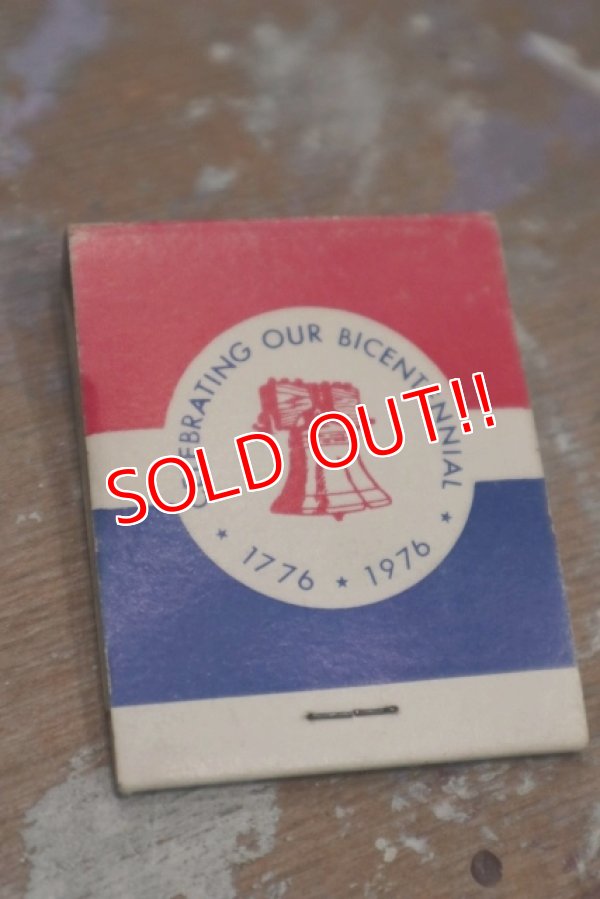 CELEBRATING OUR BICENTENNIAL
SOLD OUT!!
★ 1776 ★ 1976 ★